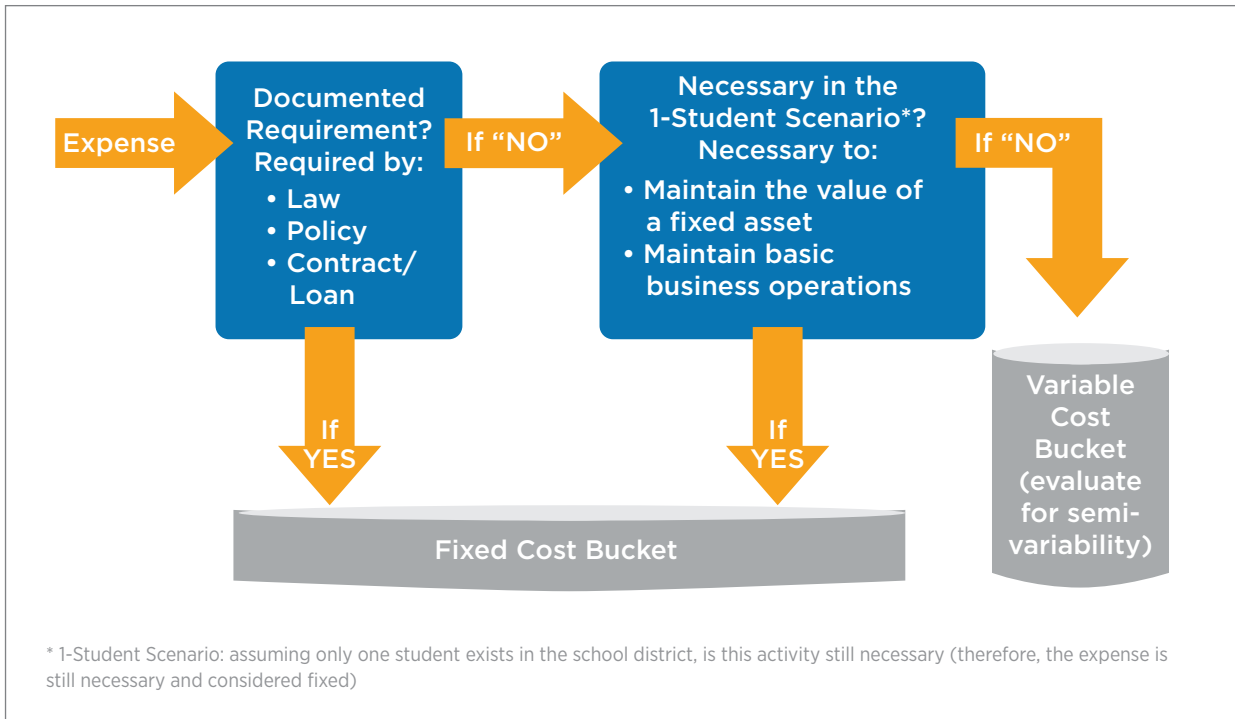 Expense
Documented
Requirement?
Required by:
• Law
• Policy
• Contract/
Loan
If “NO”
Necessary in the
1-Student Scenario*?
Necessary to:
• Maintain the value of
a fixed asset
• Maintain basic
business operations
If “NO”
If
YES
If
YES
Fixed Cost Bucket
Variable
Cost
Bucket
(evaluate
for semi-
variability)
* 1-Student Scenario: assuming only one student exists in the school district, is this activity still necessary (therefore, the expense is
still necessary and considered fixed)